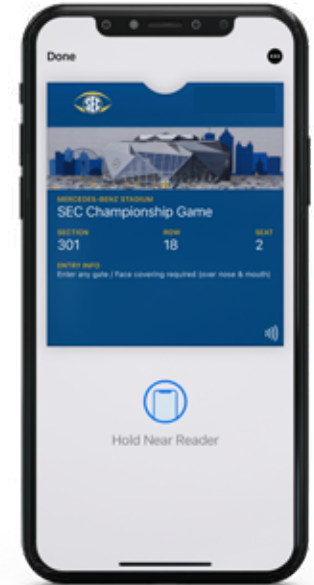 Done
SEC
MERCEDES-BENZ STADIUM
SEC Championship Game
SECTION ROW SEAT
301 18 2
ENTRY INFO
Enter any gate / Face covering required (over nose & mouth)
Hold Near Reader